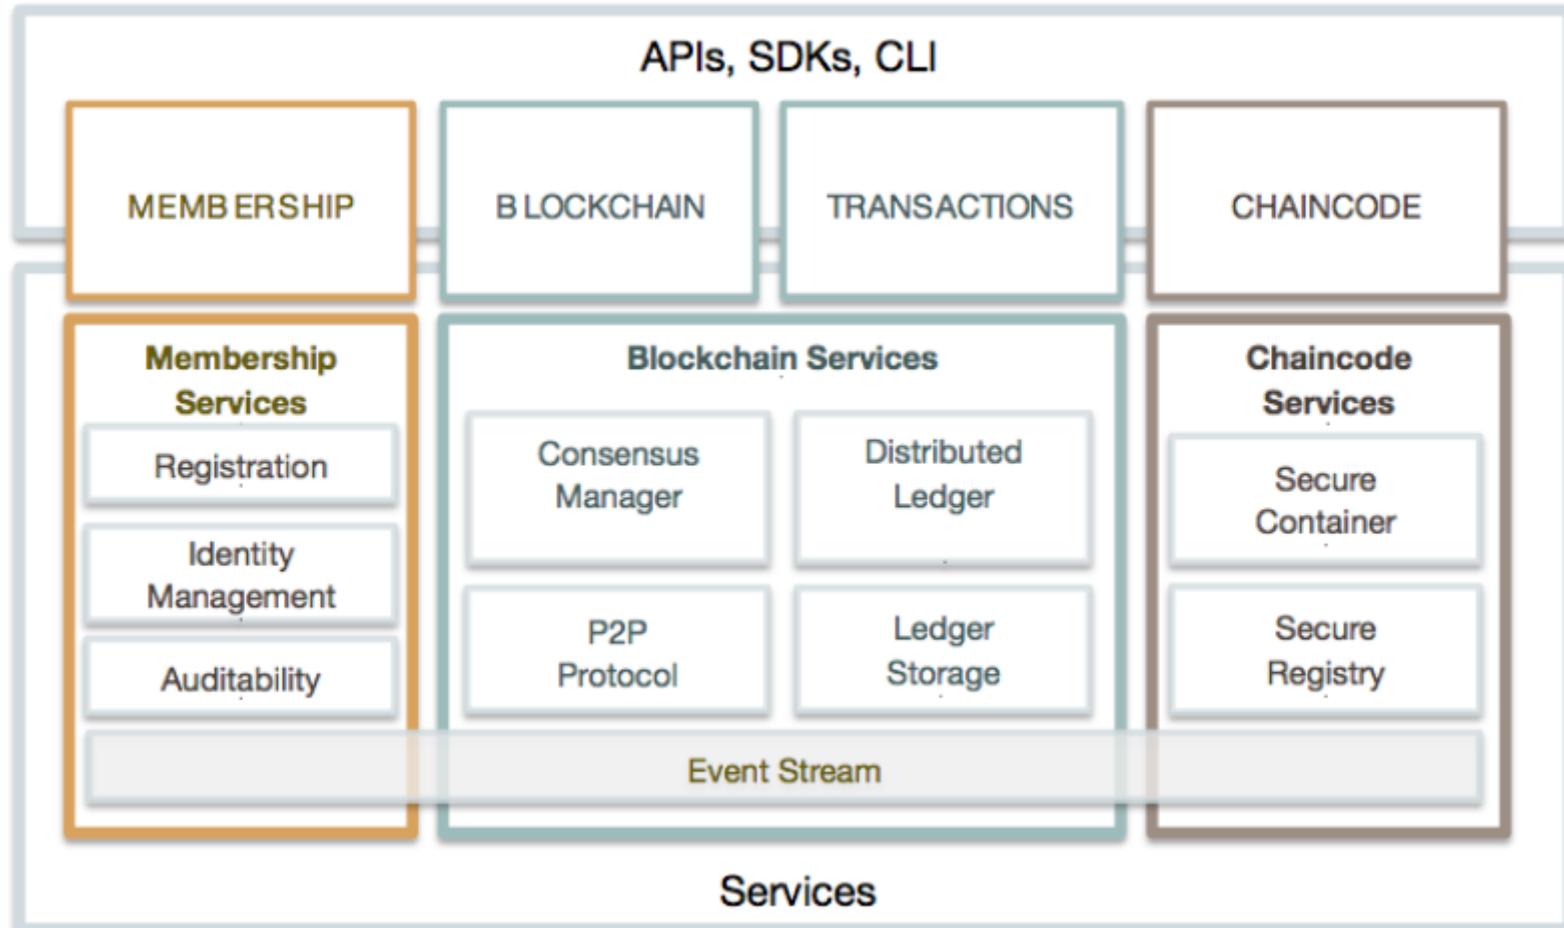 APIs, SDKs, CLI
MEMBERSHIP
BLOCKCHAIN
TRANSACTIONS
CHAINCODE
Membership
Services
Registration
Identity
Management
Auditability
Blockchain Services
Consensus
Manager
Distributed
Ledger
P2P
Protocol
Ledger
Storage
Chaincode
Services
Secure
Container
Secure
Registry
Event Stream
Services